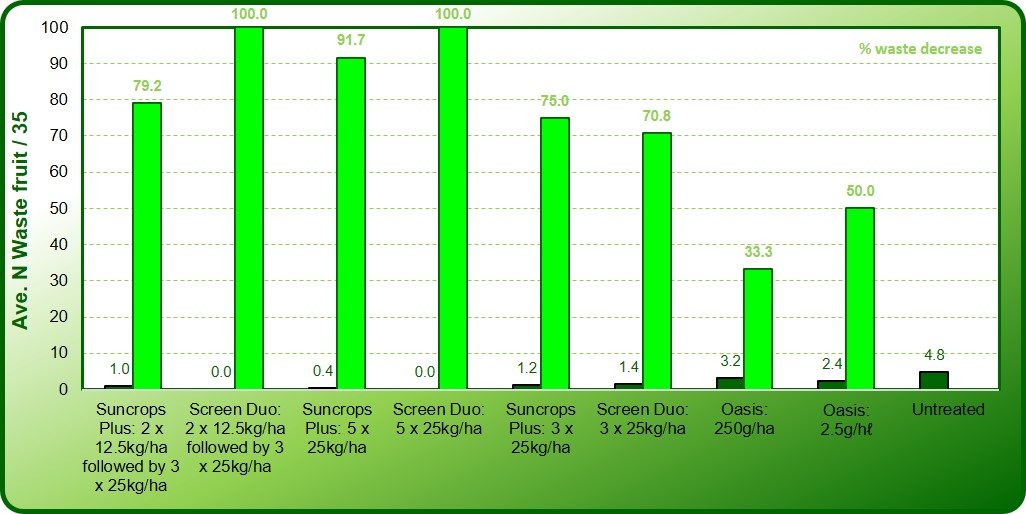 100.0
100.0
100
91.7
% waste decrease
90
79.2
80
75.0
70.8
70
60
50.0
50
40
33.3
30
20
10
0
Ave. N Waste fruit / 35
1.0
0.0
0.4
0.0
1.2
1.4
3.2
2.4
4.8
Suncrops
Plus: 2 x
12.5kg/ha
followed by 3
x 25kg/ha
Screen Duo:
2 x 12.5kg/ha
followed by 3
x 25kg/ha
Suncrops
Plus: 5 x
25kg/ha
Screen Duo:
5 x 25kg/ha
Suncrops
Plus: 3 x
25kg/ha
Screen Duo:
3 x 25kg/ha
Oasis:
250g/ha
Oasis:
2.5g/hℓ
Untreated